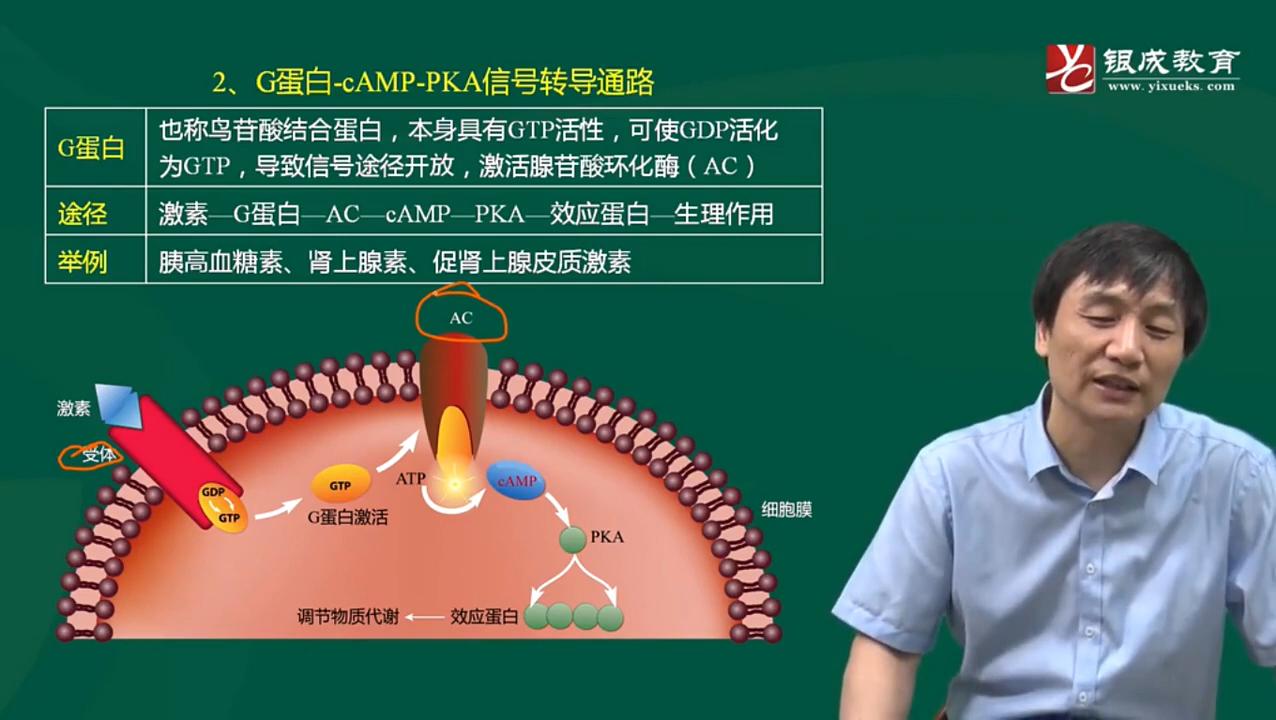 银成教育
www.yixueks.com
2、G蛋白-cAMP-PKA信号转导通路
G蛋白
也称鸟苷酸结合蛋白，本身具有GTP活性，可使GDP活化
为GTP，导致信号途径开放，激活腺苷酸环化酶（AC）
途径
激素—G蛋白—AC—cAMP—PKA—效应蛋白—生理作用
举例
胰高血糖素、肾上腺素、促肾上腺皮质激素
AC
激素
受体
GDP
GTP
GTP
G蛋白激活
ATP
cAMP
PKA
细胞膜
调节物质代谢
效应蛋白